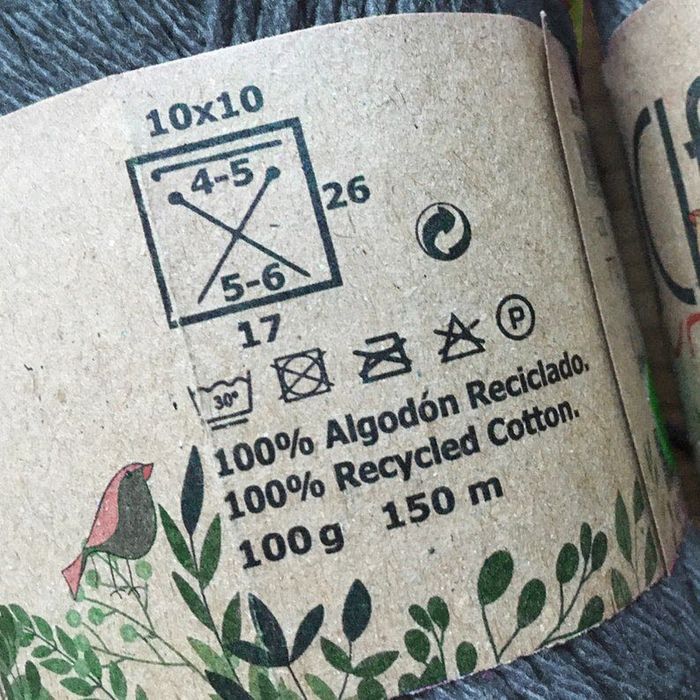 10x10
4-5
26
5-6
17
30°
P
100% Algodón Reciclado.
100% Recycled Cotton.
100g 150 m